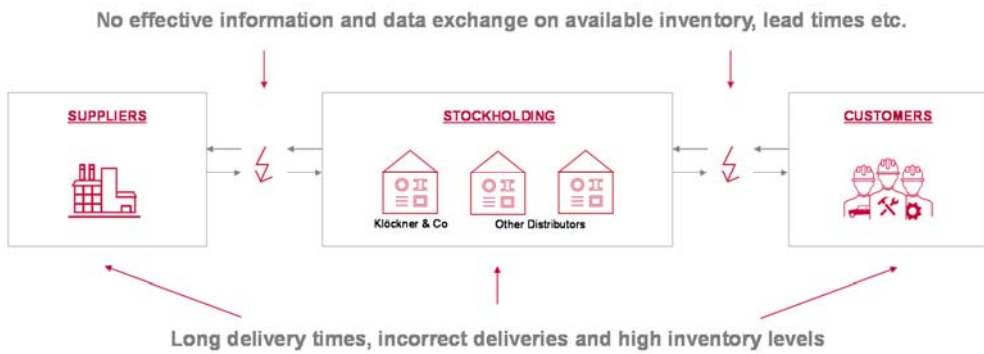 No effective information and data exchange on available inventory, lead times etc.
SUPPLIERS
STOCKHOLDING
CUSTOMERS
Klöckner & Co
Other Distributors
Long delivery times, incorrect deliveries and high inventory levels